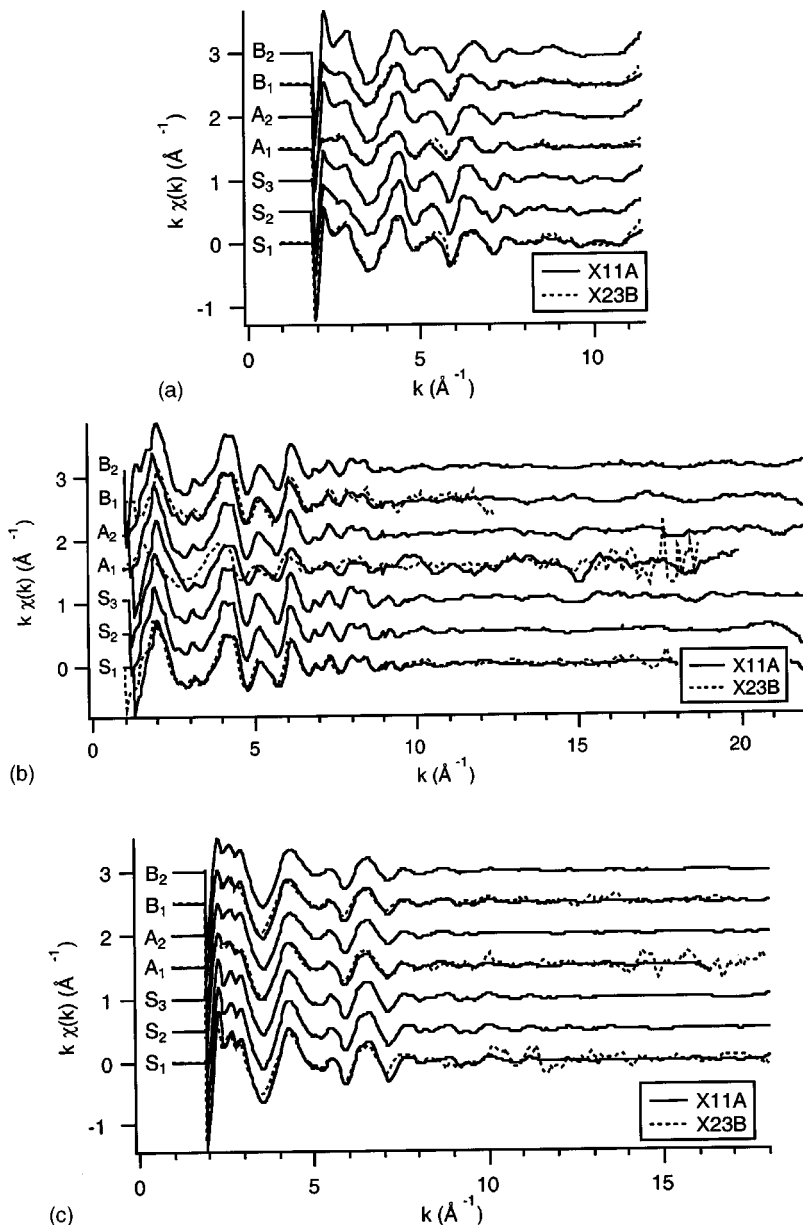 3
2
1
0
-1
k χ(k) (Å⁻¹)
B₂
B₁
A₂
A₁
S₃
S₂
S₁
X11A
X23B
0
5
10
k (Å⁻¹)
(a)
3
2
1
0
k χ(k) (Å⁻¹)
B₂
B₁
A₂
A₁
S₃
S₂
S₁
X11A
X23B
0
5
10
15
20
k (Å⁻¹)
(b)
3
2
1
0
-1
k χ(k) (Å⁻¹)
B₂
B₁
A₂
A₁
S₃
S₂
S₁
X11A
X23B
0
5
10
15
k (Å⁻¹)
(c)